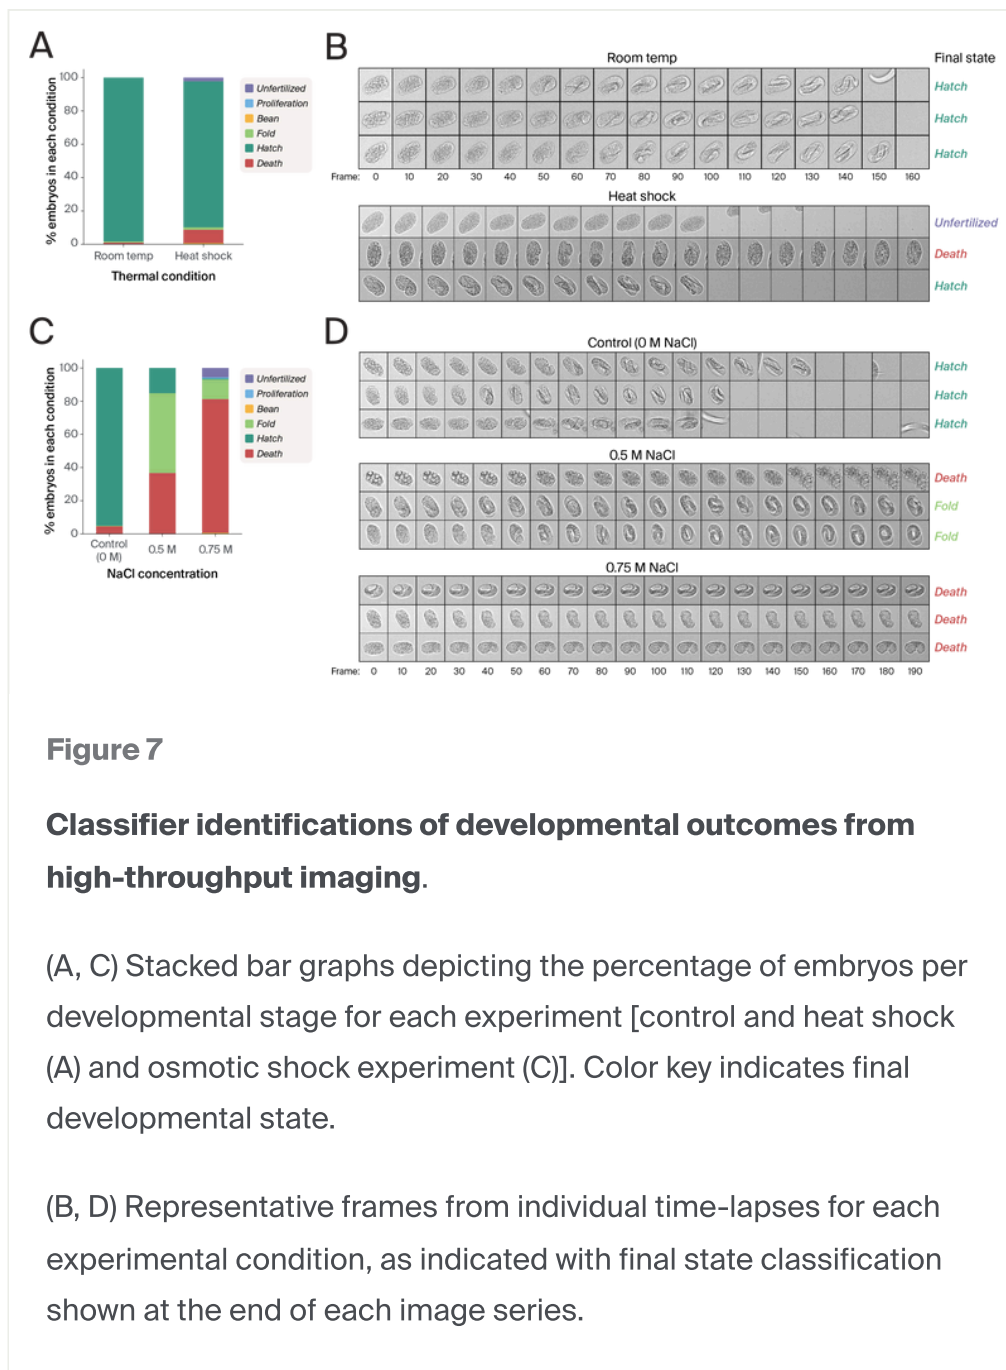 A
% embryos in each condition
100
80
60
40
20
0
Room temp
Heat shock
Thermal condition
Unfertilized
Proliferation
Bean
Fold
Hatch
Death
B
Room temp
Final state
Hatch
Hatch
Hatch
Frame: 0 10 20 30 40 50 60 70 80 90 100 110 120 130 140 150 160
Heat shock
Unfertilized
Death
Hatch
C
% embryos in each condition
100
80
60
40
20
0
Control (0 M)
0.5 M
0.75 M
NaCl concentration
Unfertilized
Proliferation
Bean
Fold
Hatch
Death
D
Control (0 M NaCl)
Hatch
Hatch
Hatch
0.5 M NaCl
Death
Fold
Fold
0.75 M NaCl
Death
Death
Death
Frame: 0 10 20 30 40 50 60 70 80 90 100 110 120 130 140 150 160 170 180 190
Figure 7
Classifier identifications of developmental outcomes from
high-throughput imaging.
(A, C) Stacked bar graphs depicting the percentage of embryos per
developmental stage for each experiment [control and heat shock
(A) and osmotic shock experiment (C)]. Color key indicates final
developmental state.
(B, D) Representative frames from individual time-lapses for each
experimental condition, as indicated with final state classification
shown at the end of each image series.